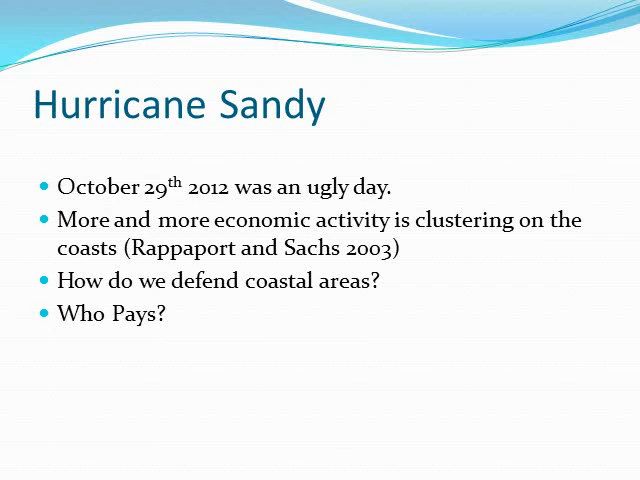 Hurricane Sandy
• October 29th 2012 was an ugly day.
• More and more economic activity is clustering on the
coasts (Rappaport and Sachs 2003)
• How do we defend coastal areas?
• Who Pays?